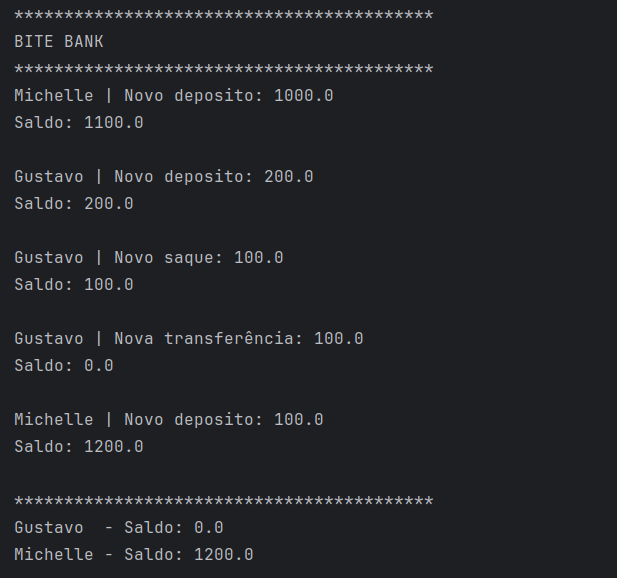 ******************************************
BITE BANK
******************************************
Michelle | Novo deposito: 1000.0
Saldo: 1100.0

Gustavo | Novo deposito: 200.0
Saldo: 200.0

Gustavo | Novo saque: 100.0
Saldo: 100.0

Gustavo | Nova transferência: 100.0
Saldo: 0.0

Michelle | Novo deposito: 100.0
Saldo: 1200.0

******************************************
Gustavo  - Saldo: 0.0
Michelle - Saldo: 1200.0